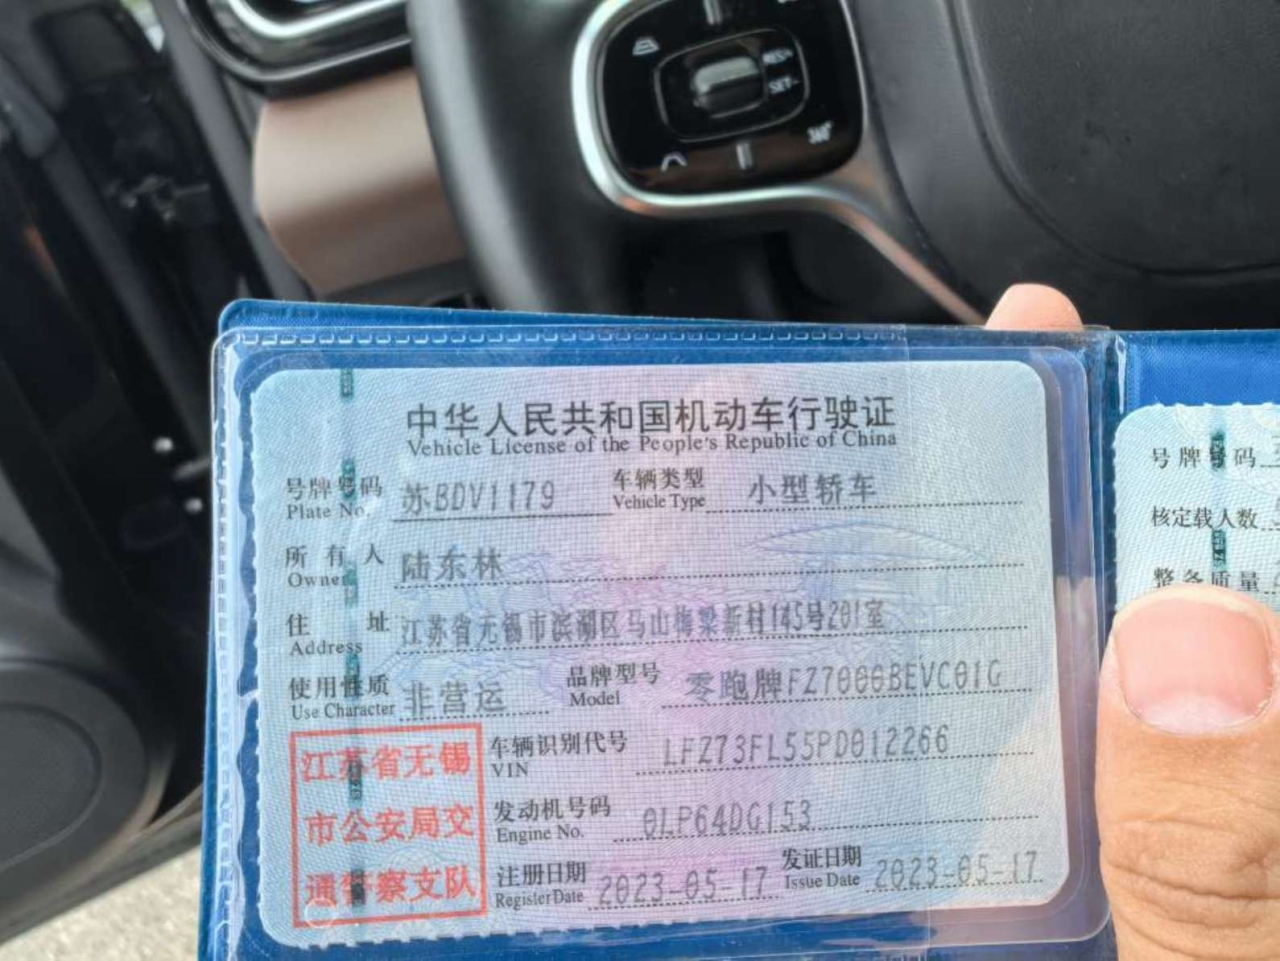 RES+
SET-
360°
中华人民共和国机动车行驶证
Vehicle License of the People's Republic of China
号牌号码 苏BDV1179 车辆类型 小型轿车
Plate No. Vehicle Type
所有人 陆东林
Owner
住址 江苏省无锡市滨湖区马山梅梁新村145号201室
Address
使用性质 非营运 品牌型号 零跑牌FZ7000BEVC01G
Use Character Model
车辆识别代号 LFZ73FL55PD012266
VIN
发动机号码 0LP64DG153
Engine No.
注册日期 2023-05-17 发证日期 2023-05-17
Register Date Issue Date
江苏省无锡
市公安局交
通警察支队
号牌号码
核定载人数
整备质量